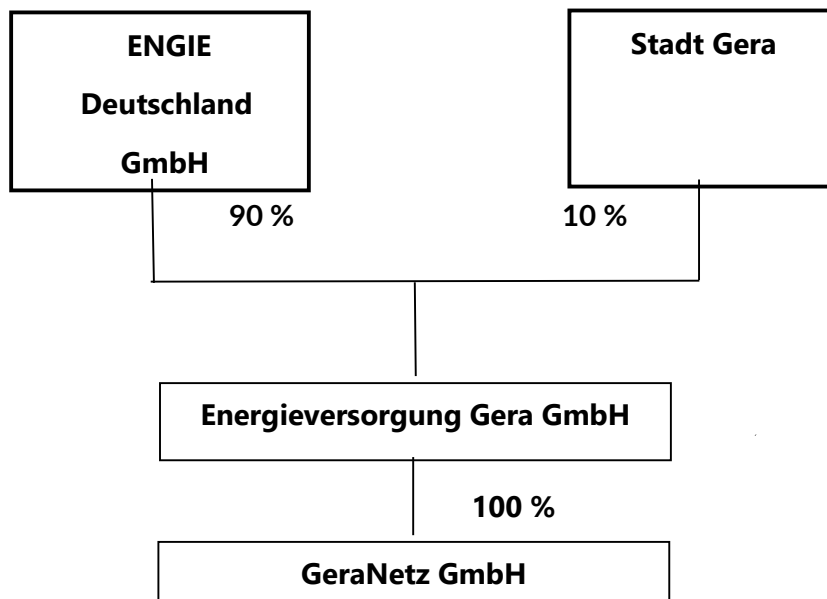 ENGIE
Deutschland
GmbH
Stadt Gera
90 %
10 %
Energieversorgung Gera GmbH
100 %
GeraNetz GmbH